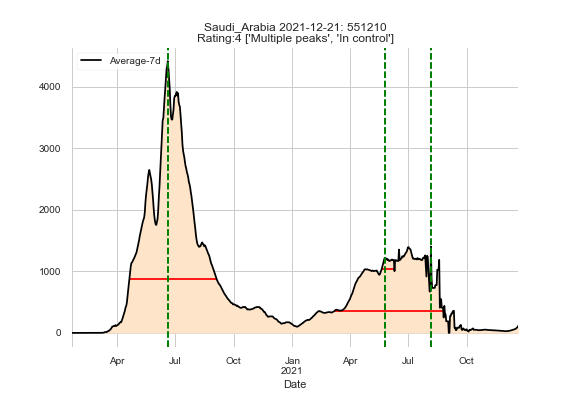 Saudi_Arabia 2021-12-21: 551210
Rating:4 ['Multiple peaks', 'In control']
Average-7d
4000
3000
2000
1000
0
Apr Jul Oct Jan Apr Jul Oct
2021
Date